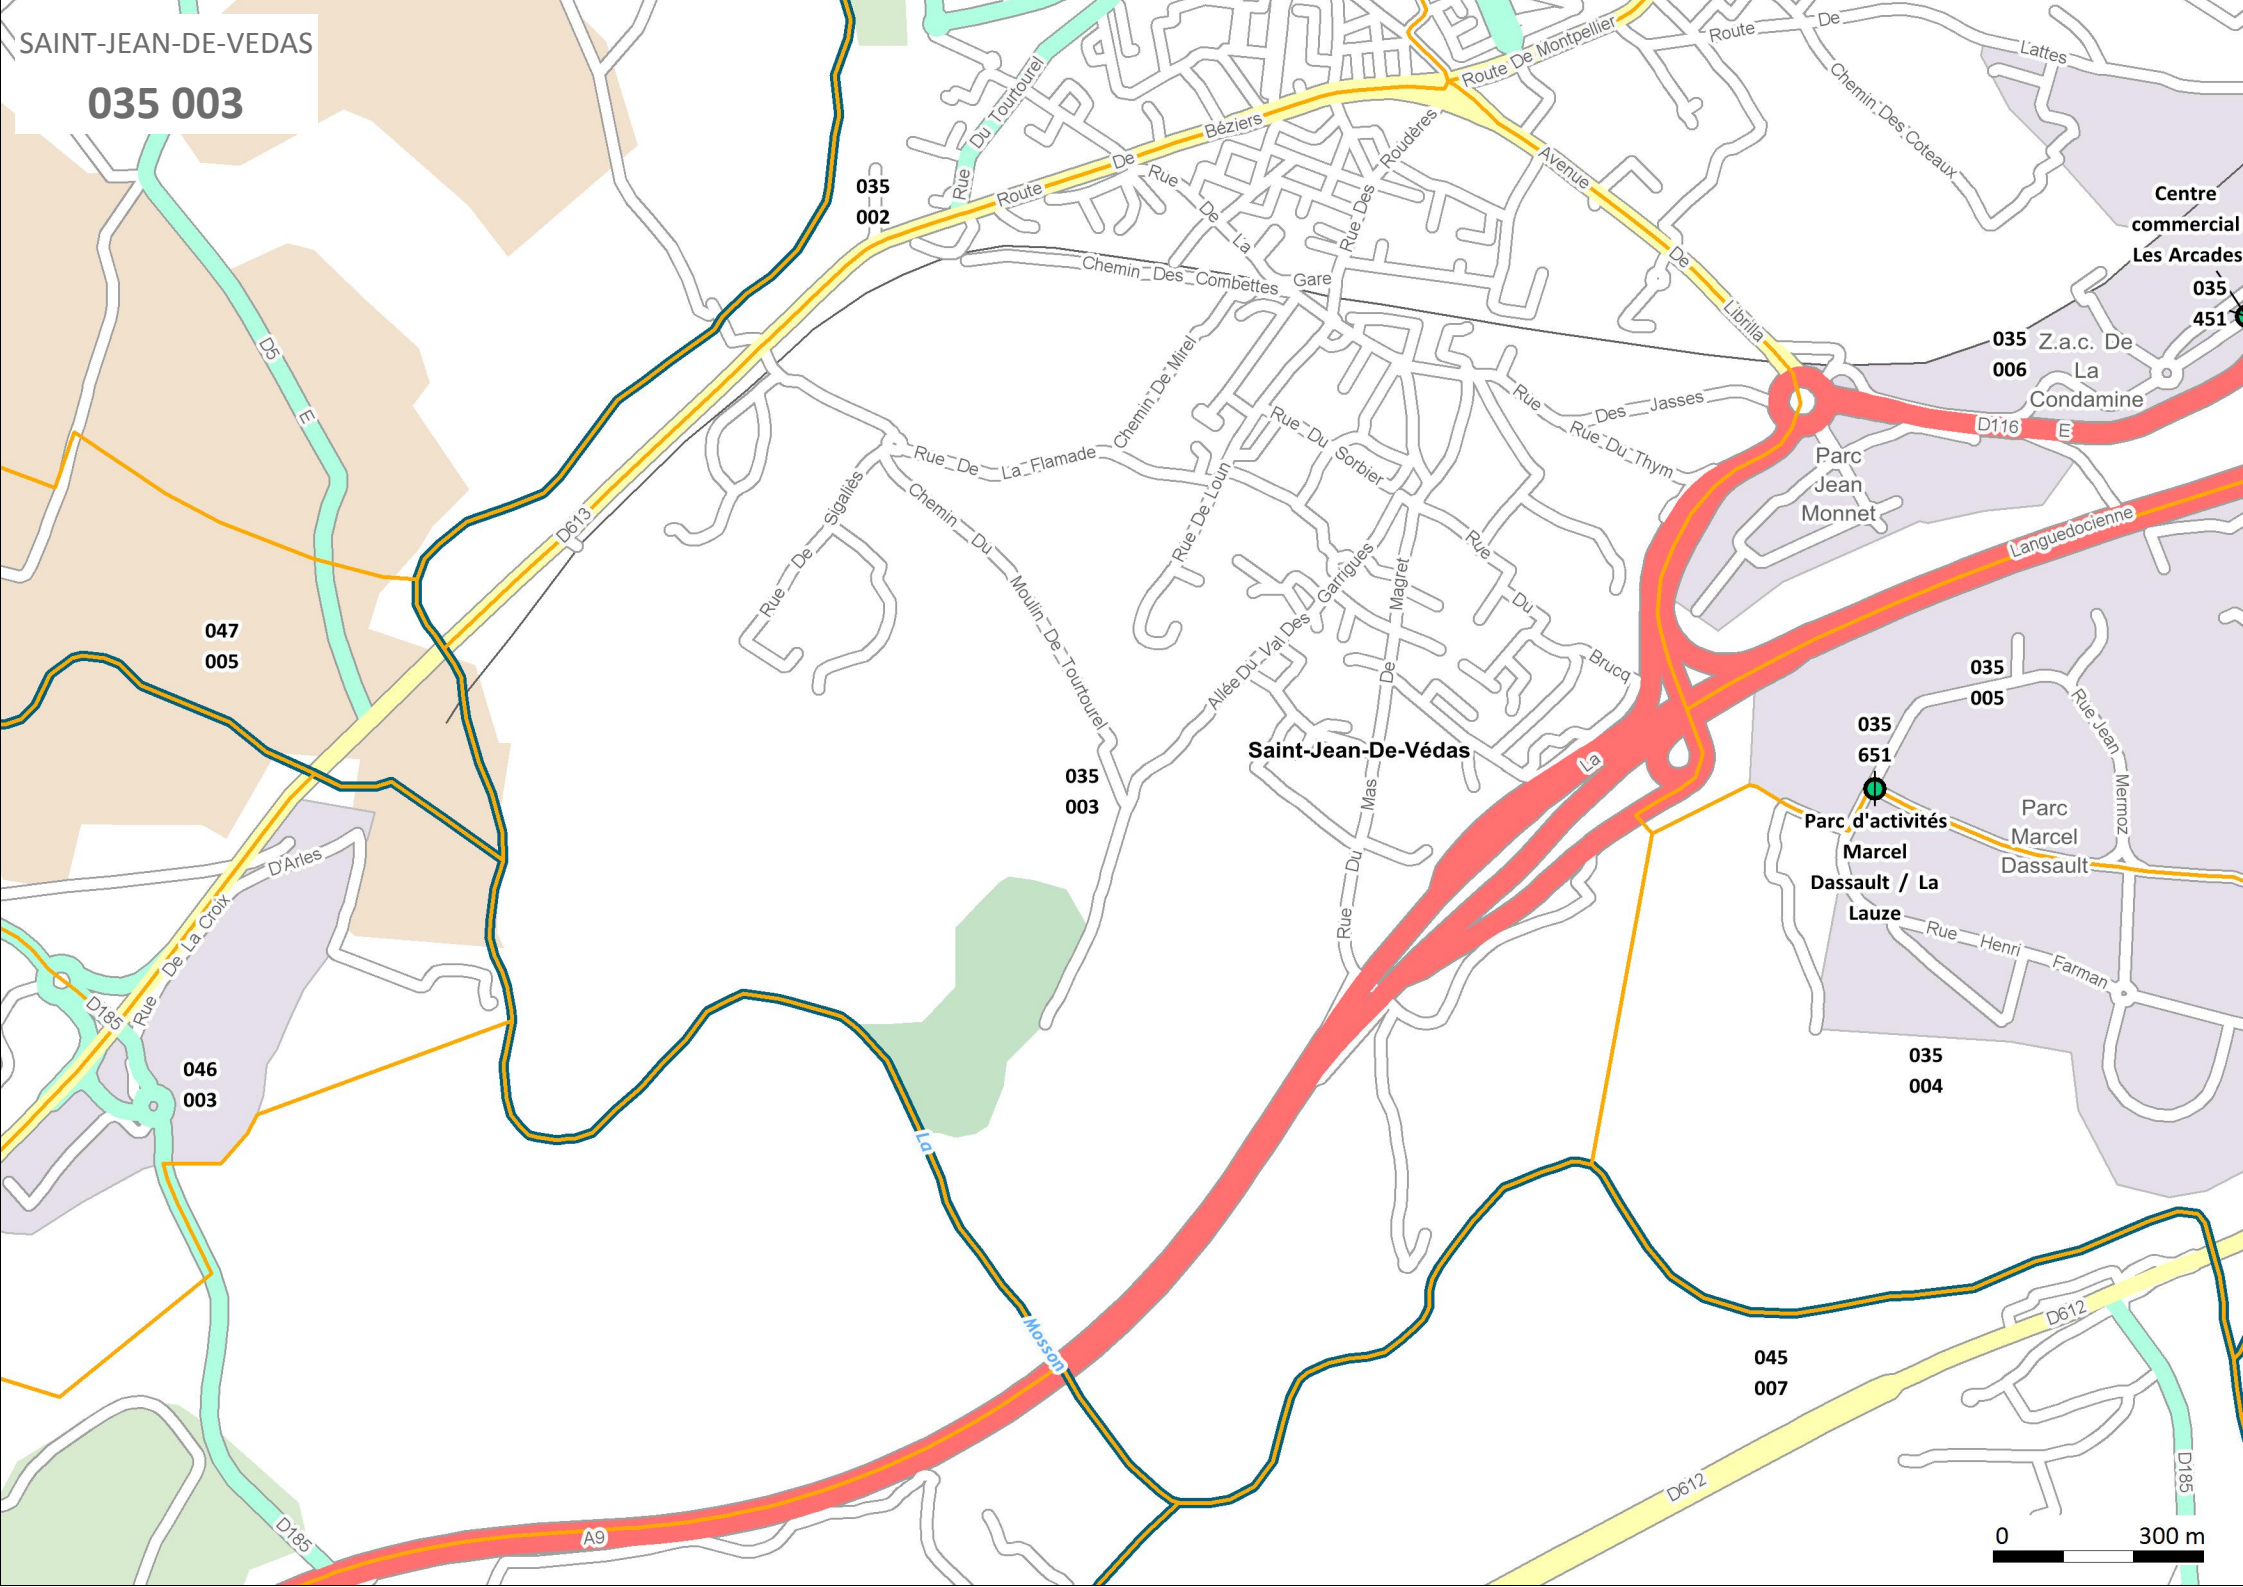 SAINT-JEAN-DE-VEDAS
035 003
Route De Montpellier
Route De Lattes
Chemin Des Coteaux
Rue Du Tourtourel
Route De Béziers
Rue De La Gare
Rue Des Roudères
Avenue De Librilla
035
002
Centre
commercial
Les Arcades
035
451
Chemin Des Combettes
Chemin De Mirel
035
006
Z.a.c. De
La
Condamine
D116 E
D5 E
Rue Des Jasses
Rue Du Thym
Rue Du Sorbier
Parc
Jean
Monnet
Rue De La Flamade
Rue De Sigaliès
Chemin Du Moulin De Tourtourel
Rue De Loun
D613
La Languedocienne
Rue Du Brucq
Allée Du Val Des Garrigues
Rue Du Mas De Magret
047
005
035
005
Rue Jean Mermoz
035
651
Parc d'activités
Marcel
Dassault / La
Lauze
Parc
Marcel
Dassault
Saint-Jean-De-Védas
035
003
D'Arles
Rue De La Croix
D185
Rue Henri Farman
046
003
035
004
La Mosson
045
007
D612
D612
D185
D185
A9
0 300 m